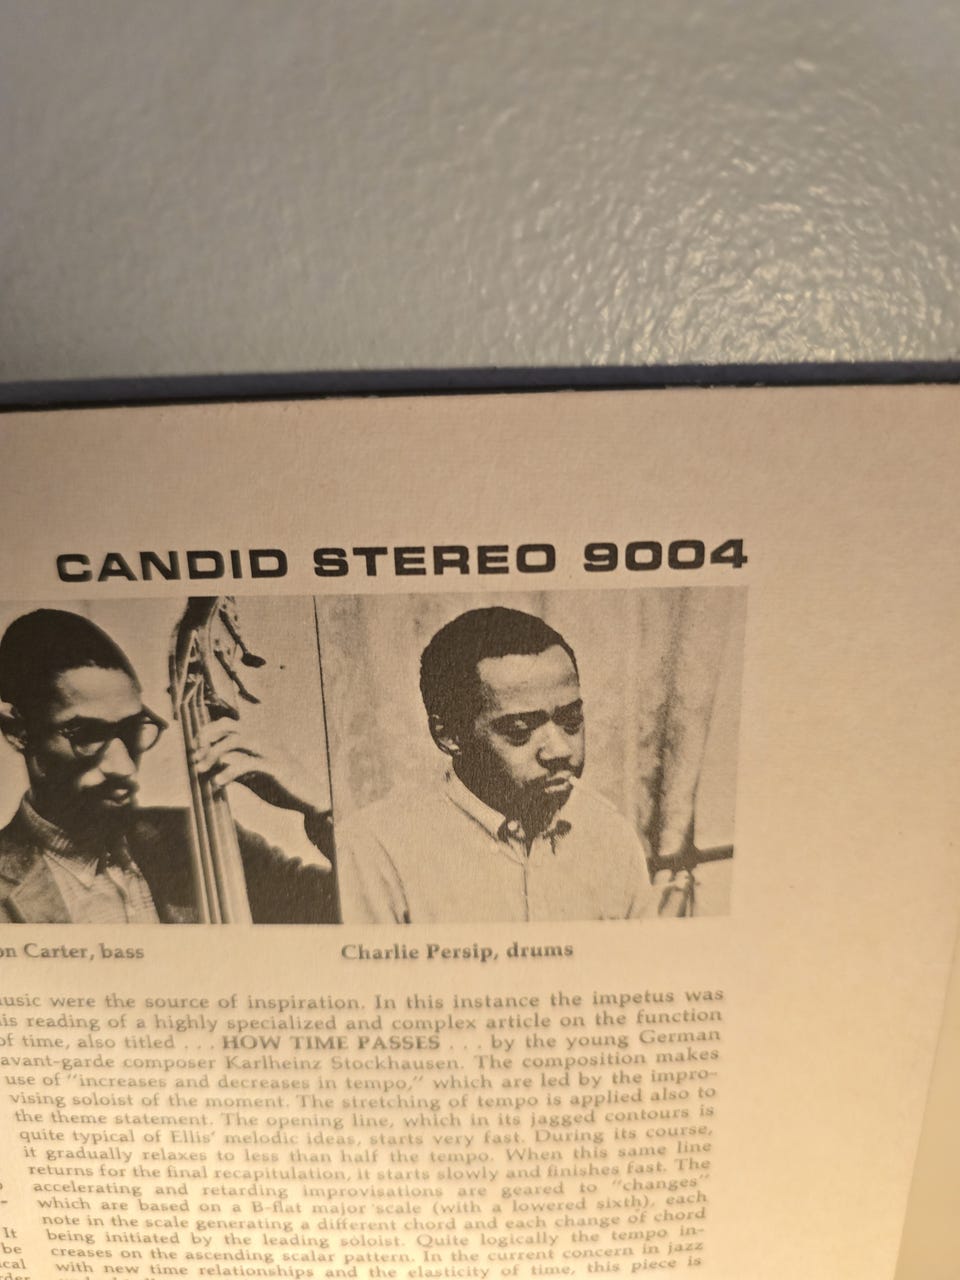 CANDID STEREO 9004
on Carter, bass
Charlie Persip, drums
music were the source of inspiration. In this instance the impetus was
is reading of a highly specialized and complex article on the function
of time, also titled . . . HOW TIME PASSES . . . by the young German
avant-garde composer Karlheinz Stockhausen. The composition makes
use of "increases and decreases in tempo," which are led by the impro-
vising soloist of the moment. The stretching of tempo is applied also to
the theme statement. The opening line, which in its jagged contours is
quite typical of Ellis' melodic ideas, starts very fast. During its course,
it gradually relaxes to less than half the tempo. When this same line
returns for the final recapitulation, it starts slowly and finishes fast. The
accelerating and retarding improvisations are geared to "changes"
which are based on a B-flat major scale (with a lowered sixth), each
note in the scale generating a different chord and each change of chord
It being initiated by the leading soloist. Quite logically the tempo in-
be creases on the ascending scalar pattern. In the current concern in jazz
ical with new time relationships and the elasticity of time, this piece is